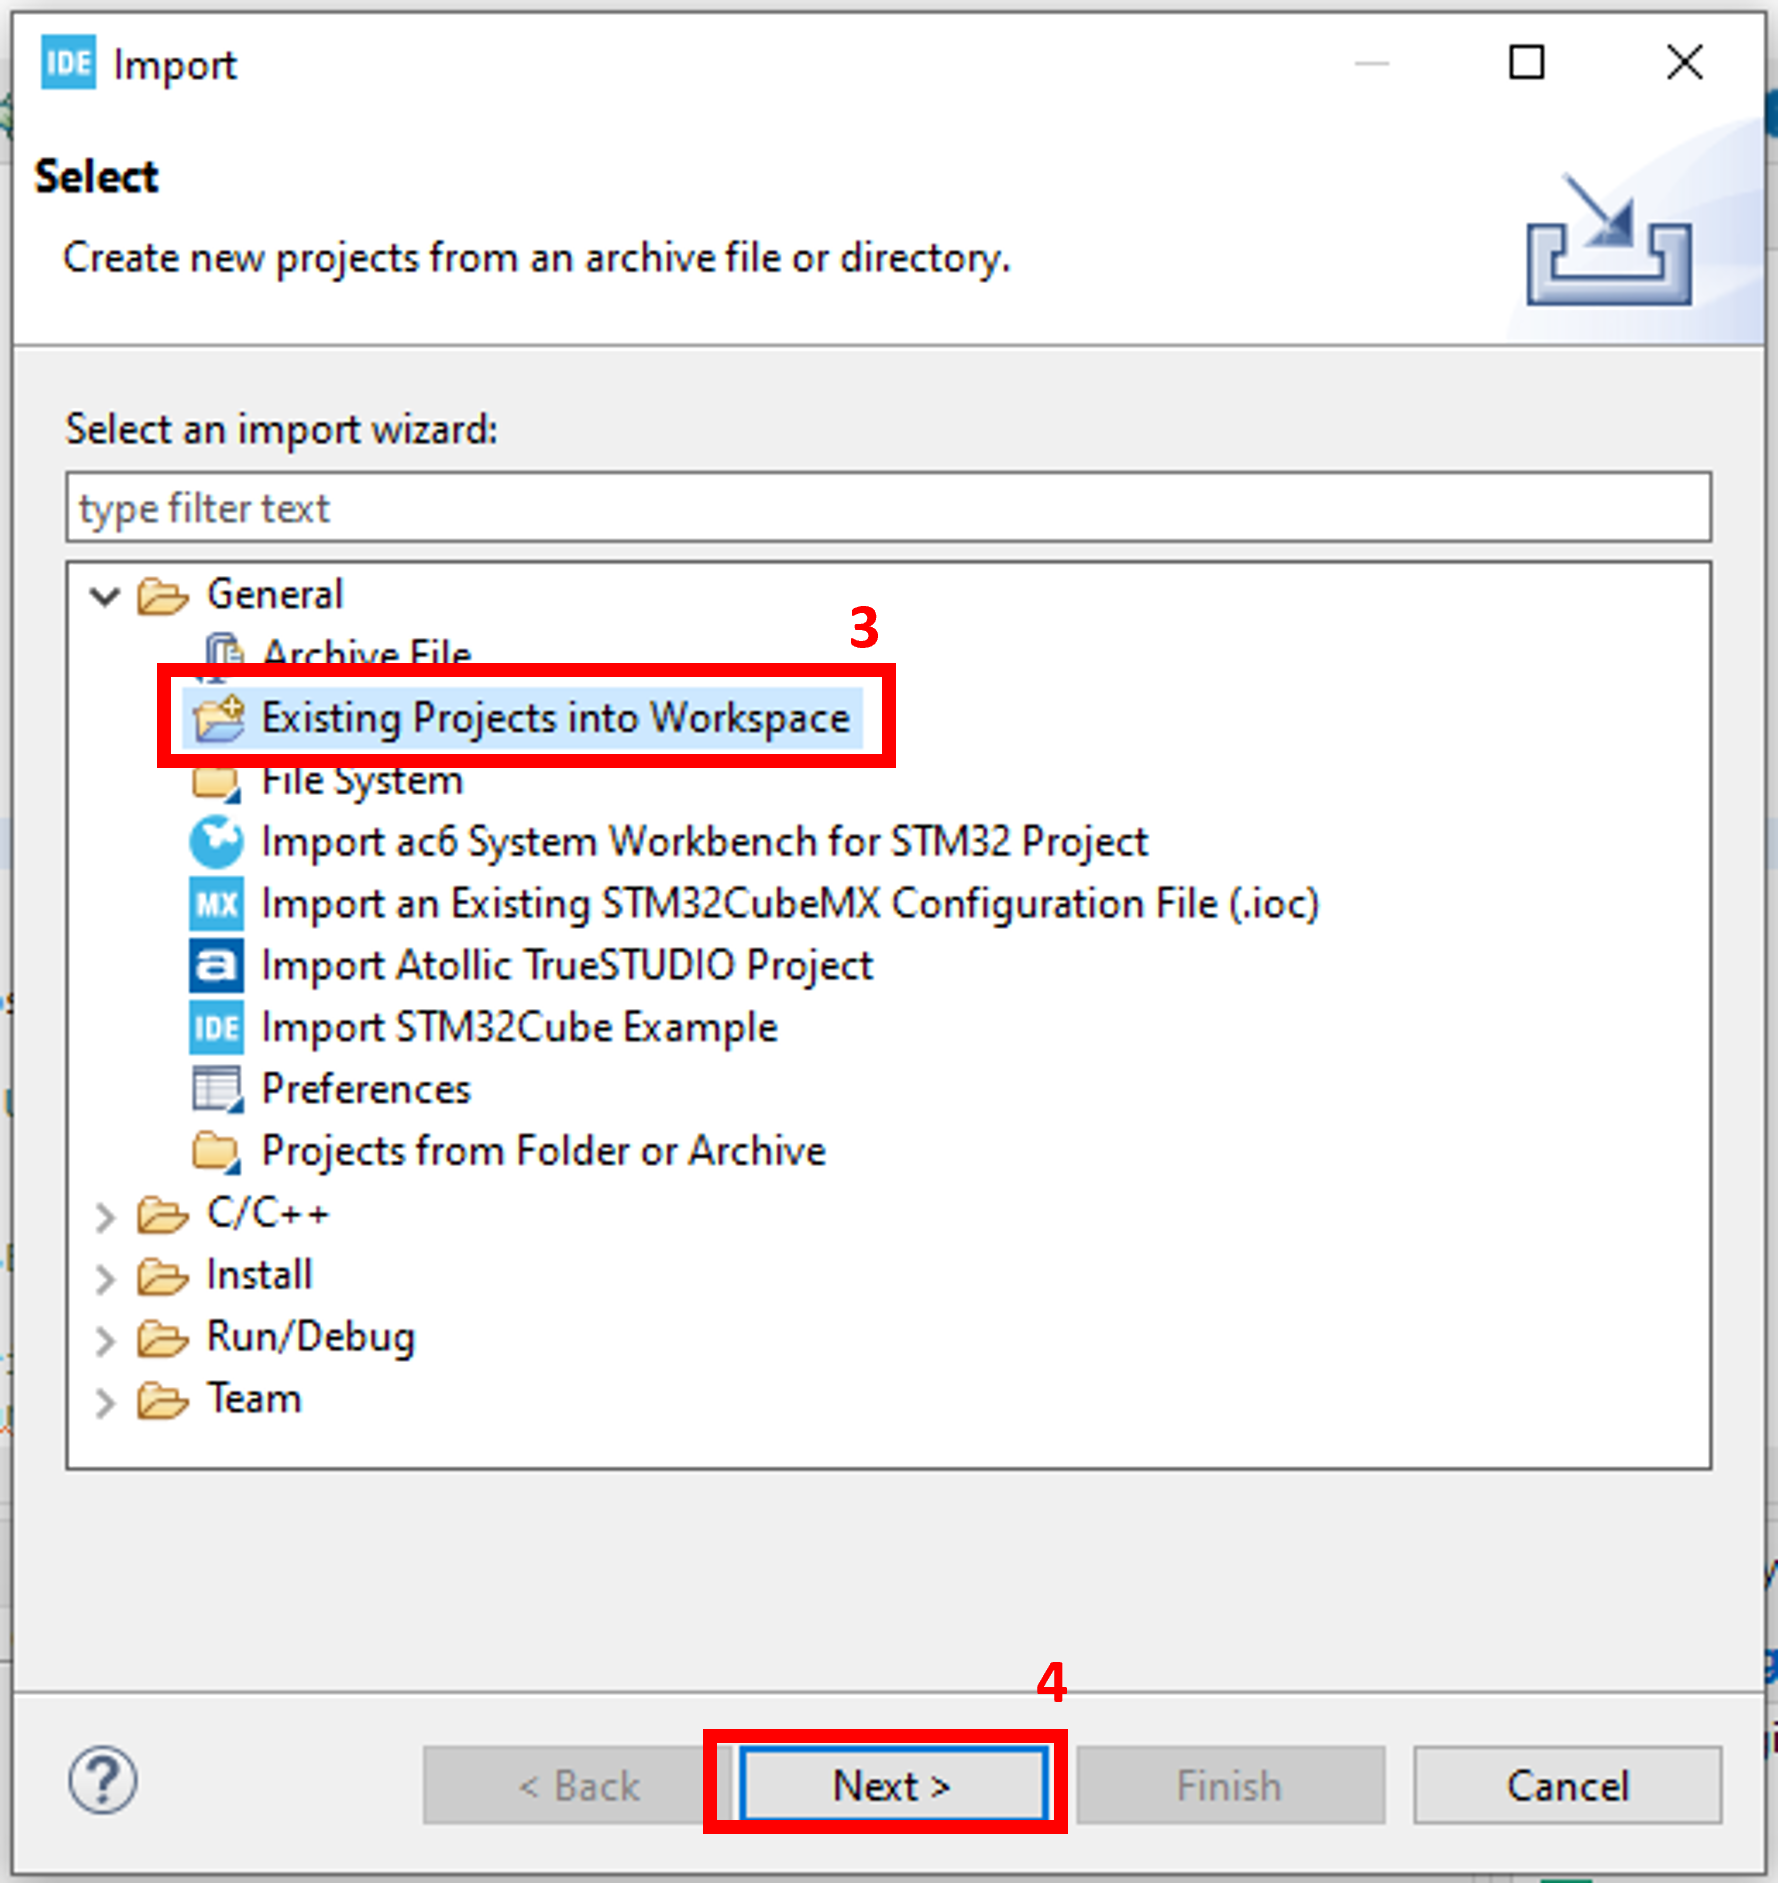 IDE Import
Select
Create new projects from an archive file or directory.
Select an import wizard:
type filter text
General
3
Archive File
Existing Projects into Workspace
File System
Import ac6 System Workbench for STM32 Project
MX Import an Existing STM32CubeMX Configuration File (.ioc)
a Import Atollic TrueSTUDIO Project
IDE Import STM32Cube Example
Preferences
Projects from Folder or Archive
C/C++
Install
Run/Debug
Team
4
?
< Back
Next >
Finish
Cancel